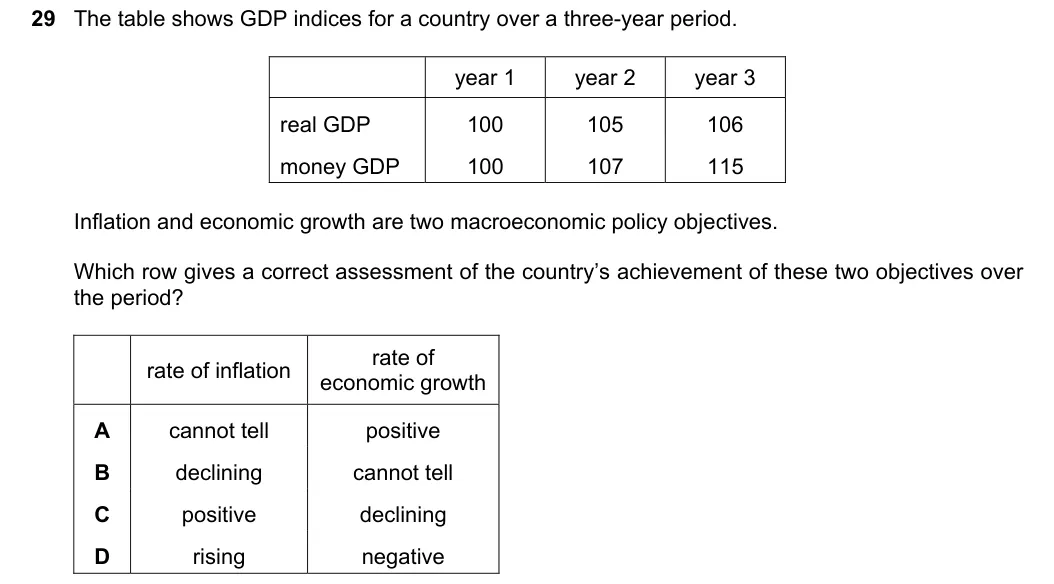 29 The table shows GDP indices for a country over a three-year period.
year 1 year 2 year 3
real GDP 100 105 106
money GDP 100 107 115
Inflation and economic growth are two macroeconomic policy objectives.
Which row gives a correct assessment of the country's achievement of these two objectives over
the period?
rate of inflation rate of
economic growth
A cannot tell positive
B declining cannot tell
C positive declining
D rising negative